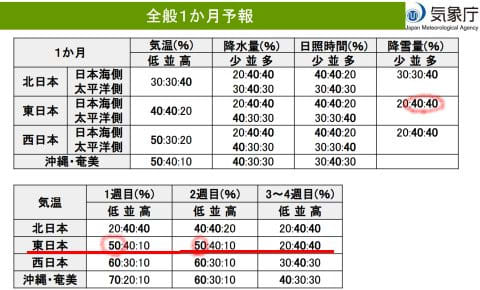 全般1か月予報
気象庁
Japan Meteorological Agency
1か月 気温(%) 降水量(%) 日照時間(%) 降雪量(%)
低 並 高 少 並 多 少 並 多 少 並 多
北日本 日本海側 30:30:40 20:40:40 40:40:20 30:30:40
太平洋側 40:30:30 30:40:30
東日本 日本海側 40:40:20 20:40:40 40:40:20 20:40:40
太平洋側 40:30:30 30:40:30
西日本 日本海側 50:30:20 20:40:40 40:40:20 20:40:40
太平洋側 40:30:30 30:40:30
沖縄・奄美 50:40:10 40:30:30 30:40:30
気温 1週目(%) 2週目(%) 3～4週目(%)
低 並 高 低 並 高 低 並 高
北日本 20:40:40 40:40:20 20:40:40
東日本 50:40:10 50:40:10 20:40:40
西日本 60:30:10 60:30:10 30:40:30
沖縄・奄美 70:20:10 60:30:10 40:30:30